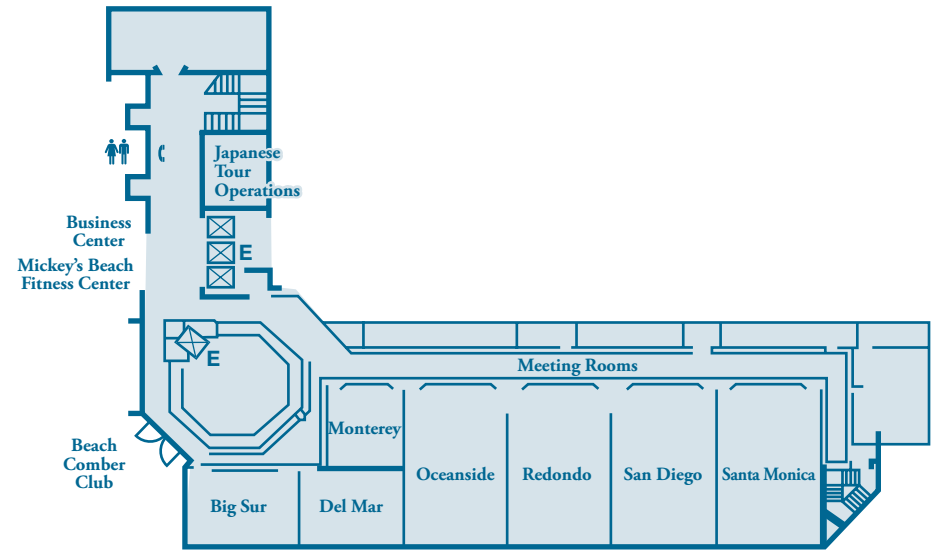 Japanese
Tour
Operations
Business
Center
E
Mickey's Beach
Fitness Center
E
Meeting Rooms
Monterey
Beach
Comber
Club
Oceanside
Redondo
San Diego
Santa Monica
Big Sur
Del Mar